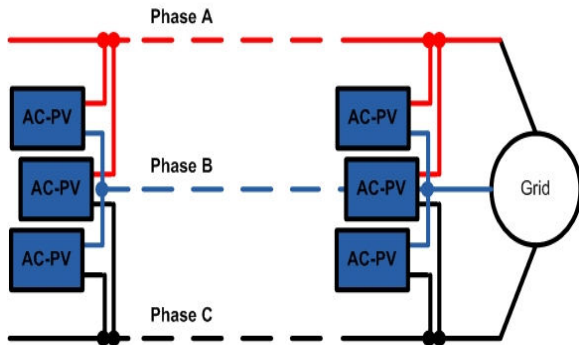 Phase A
AC-PV
AC-PV
AC-PV
Phase B
AC-PV
AC-PV
AC-PV
Grid
Phase C